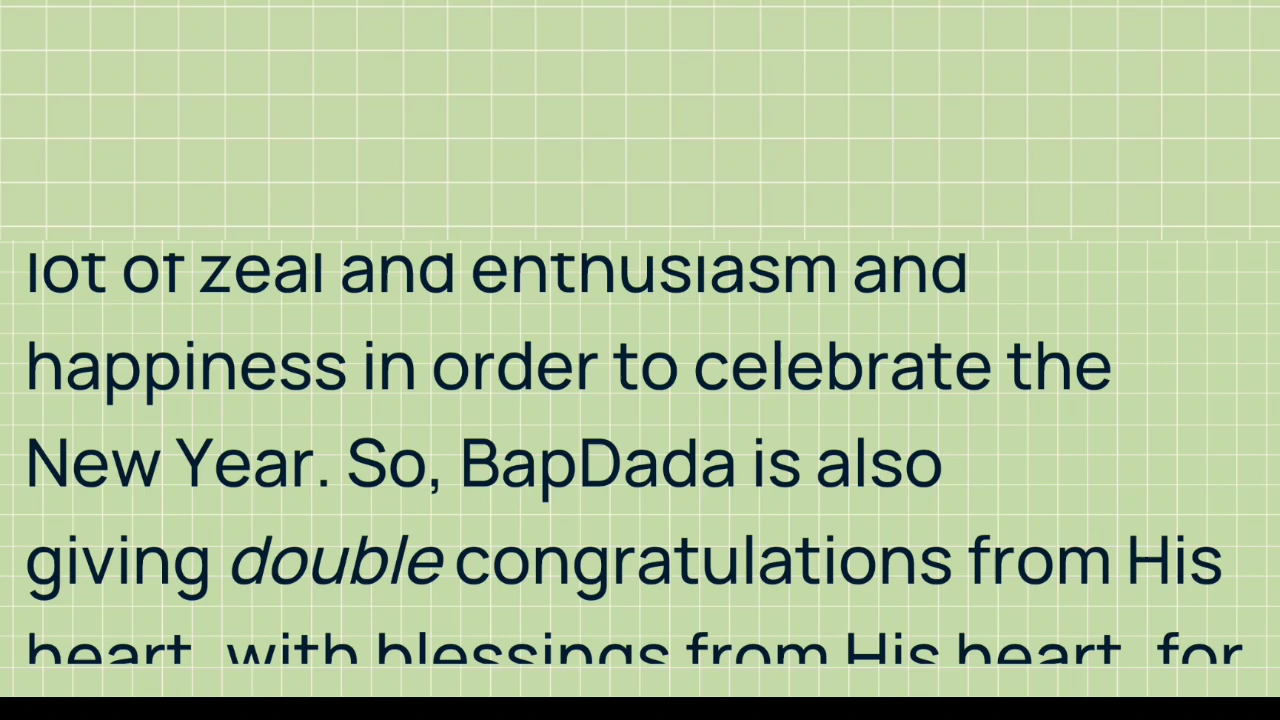 lot of zeal and enthusiasm and
happiness in order to celebrate the
New Year. So, BapDada is also
giving double congratulations from His
heart, with blessings from His heart, for